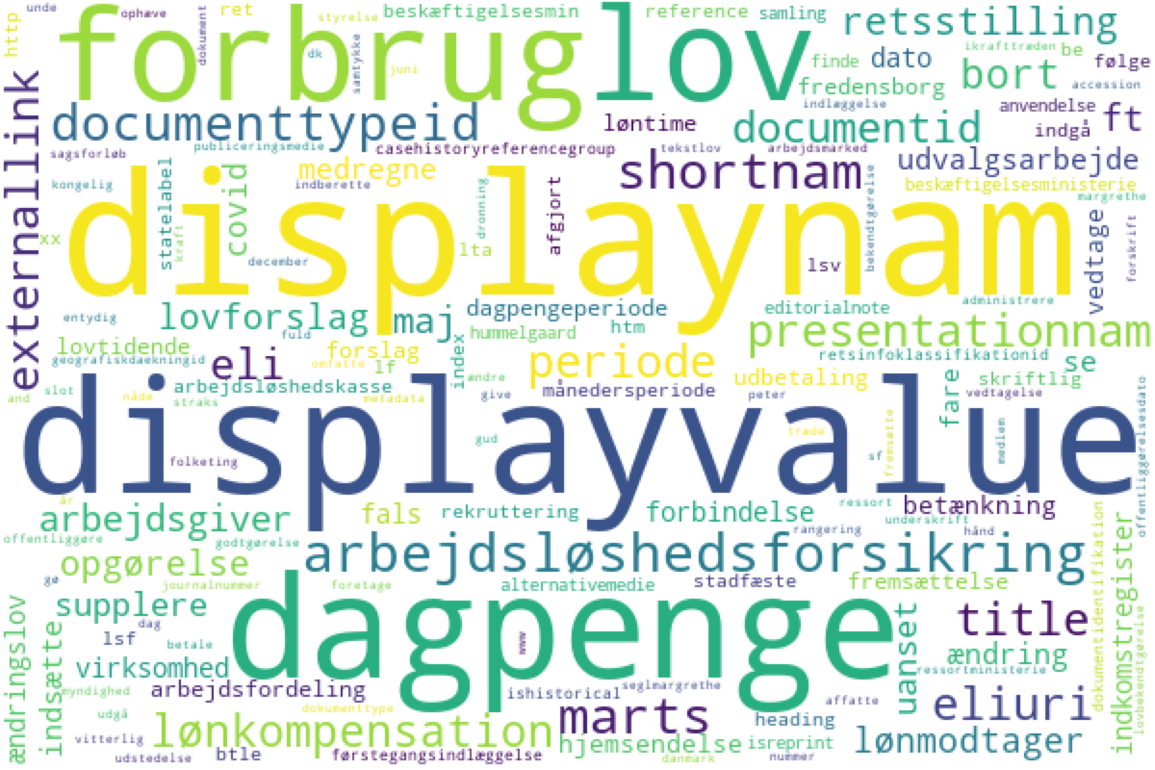 unde
ophæve
ret
styrelse
beskæftigelsesmin
reference
samling
retsstilling
http
dokument
forbrug
lov
dk
samtykke
juni
finde
dato
ikrafttræden
be
følge
fredensborg
bort
accession
externallink
documenttypeid
løntime
indlæggelse
documentid
anvendelse
indgå
ft
sagsforløb
publiceringsmedie
casehistoryreferencegroup
tekstlov
arbejdsmarked
udvalgsarbejde
kongelig
statelabel
covid
medregne
indberette
shortnam
beskæftigelsesministerie
margrethe
displaynam
xx
kraft
december
lta
dronning
afgjort
lsv
bekendtgørelse
vedtage
forskrift
entydig
lovforslag
maj
dagpengeperiode
editorialnote
administrere
lovtidende
fuld
hummelgaard
htm
presentationnam
geografiskdaekningid
eli
forslag
omfatte
lf
index
periode
retsinfoklassifikationid
se
and
slot
nåde
arbejdsløshedskasse
straks
metadata
andre
give
månedersperiode
udbetaling
peter
skriftlig
vedtagelse
fare
displayvalue
folketing
gud
trade
fremsætte
sf
medlem
offentliggørelsesdato
år
arbejdsgiver
fals
rekruttering
forbindelse
ressort
betænkning
underskrift
offentliggøre
godtgørelse
rangering
hånd
opgørelse
arbejdsløshedsforsikring
gø
journalnummer
foretage
alternativemedie
stadfæste
fremsættelse
dokumentidentifikation
indkomstregister
supplere
dagpenge
www
uanset
title
ændringslov
indsætte
lsf
dag
betale
ændring
virksomhed
ressortministerie
lovbekendtgørelse
myndighed
arbejdsfordeling
ishistorical
seglmargrethe
affatte
eliuri
udgå
dokumenttype
vitterlig
lønkompensation
marts
heading
udstedelse
btle
førstegangsindlæggelse
hjemsendelse
isreprint
danmark
nummer
lønmodtager